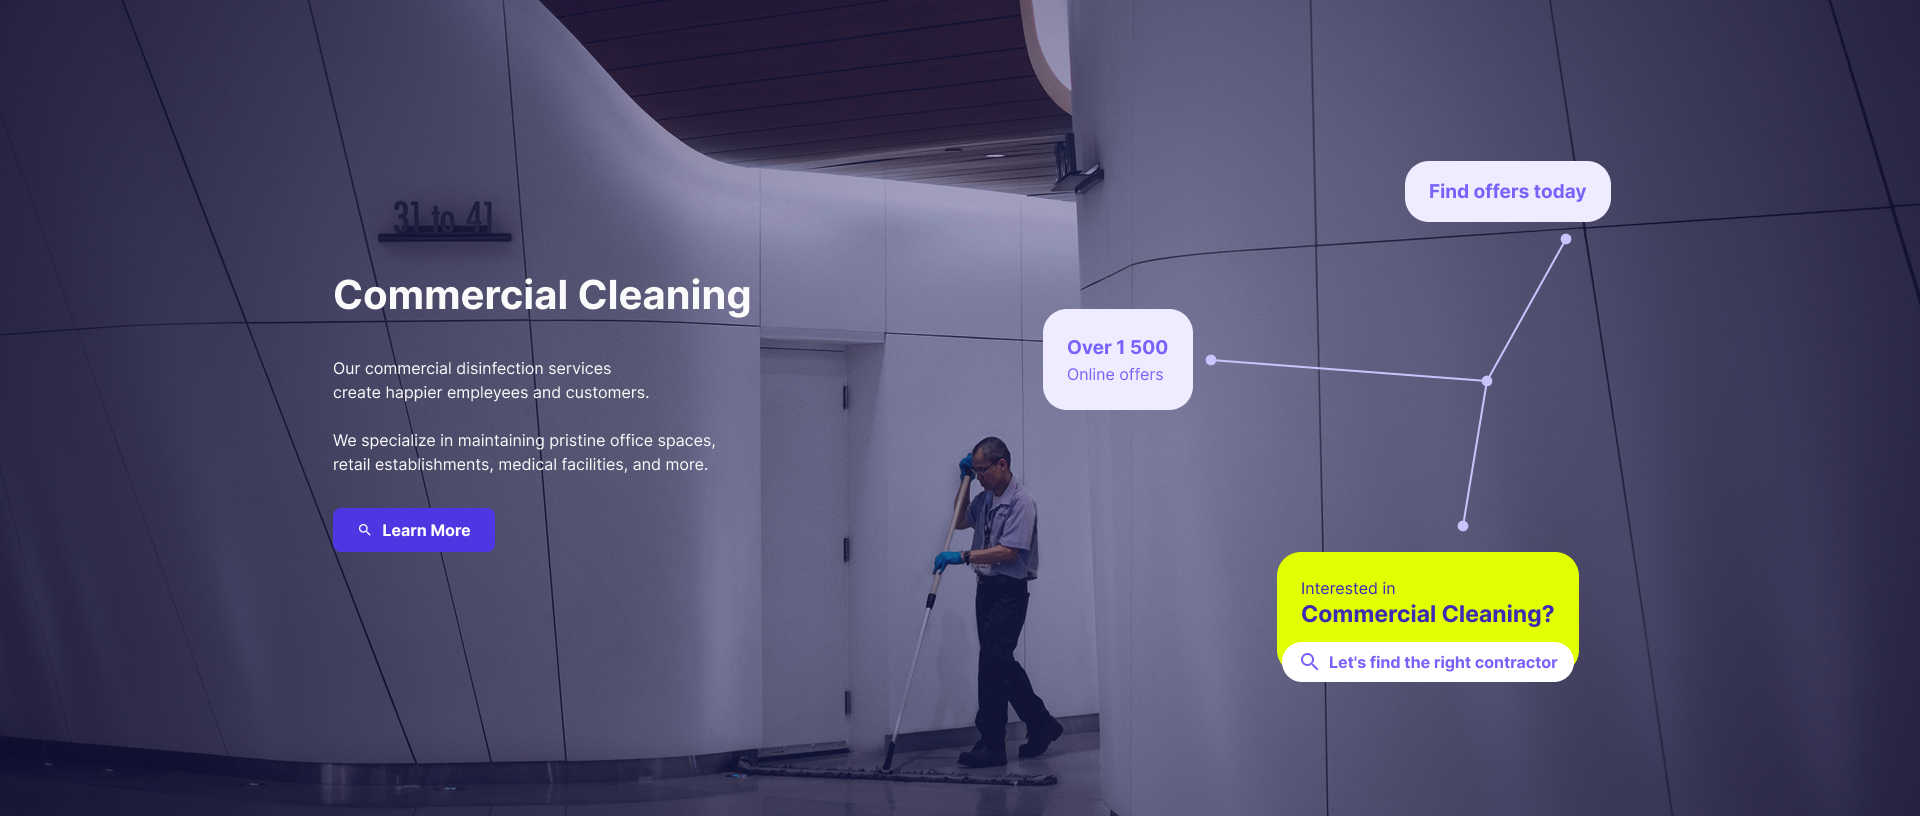 31 to 41
Commercial Cleaning
Our commercial disinfection services
create happier empleyees and customers.
We specialize in maintaining pristine office spaces,
retail establishments, medical facilities, and more.
Learn More
Find offers today
Over 1 500
Online offers
Interested in
Commercial Cleaning?
Let's find the right contractor